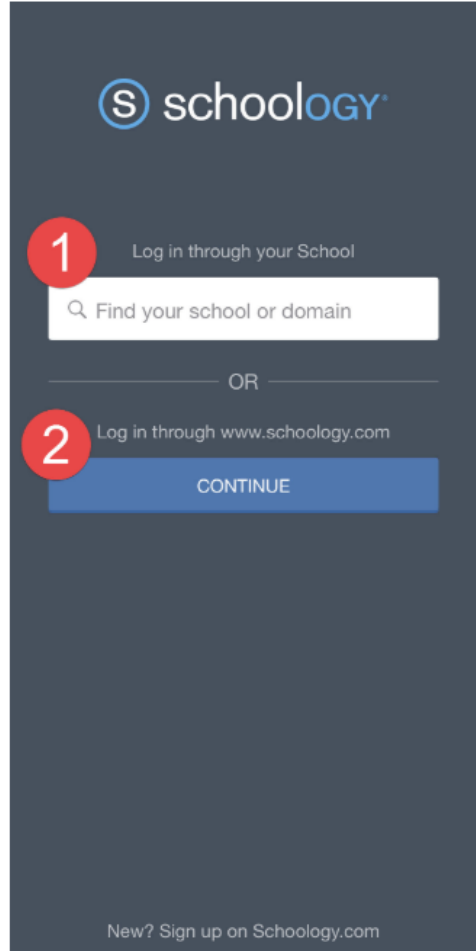 S schoology
1
Log in through your School
Find your school or domain
OR
2
Log in through www.schoology.com
CONTINUE
New? Sign up on Schoology.com